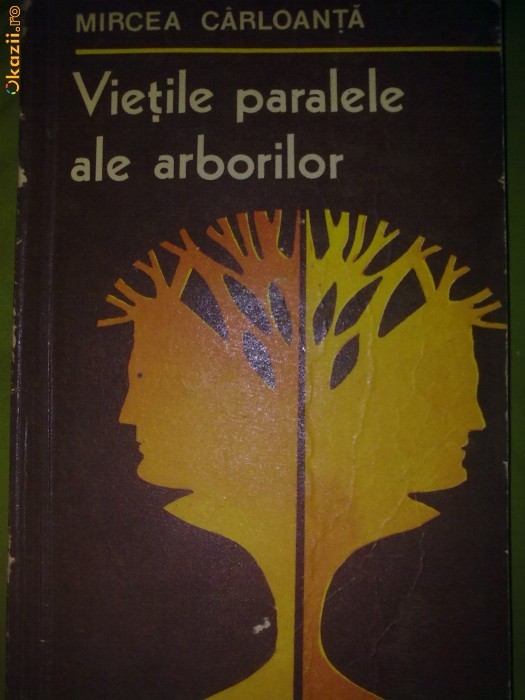 Okazii.ro
MIRCEA CÂRLOANȚĂ
Viețile paralele
ale arborilor